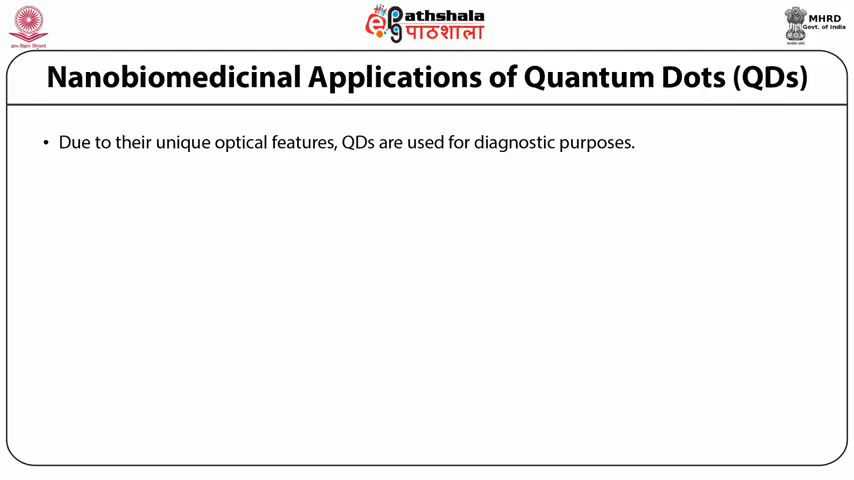 ePathshala
पाठशाला
MHRD
Govt. of India
Nanobiomedicinal Applications of Quantum Dots (QDs)
• Due to their unique optical features, QDs are used for diagnostic purposes.